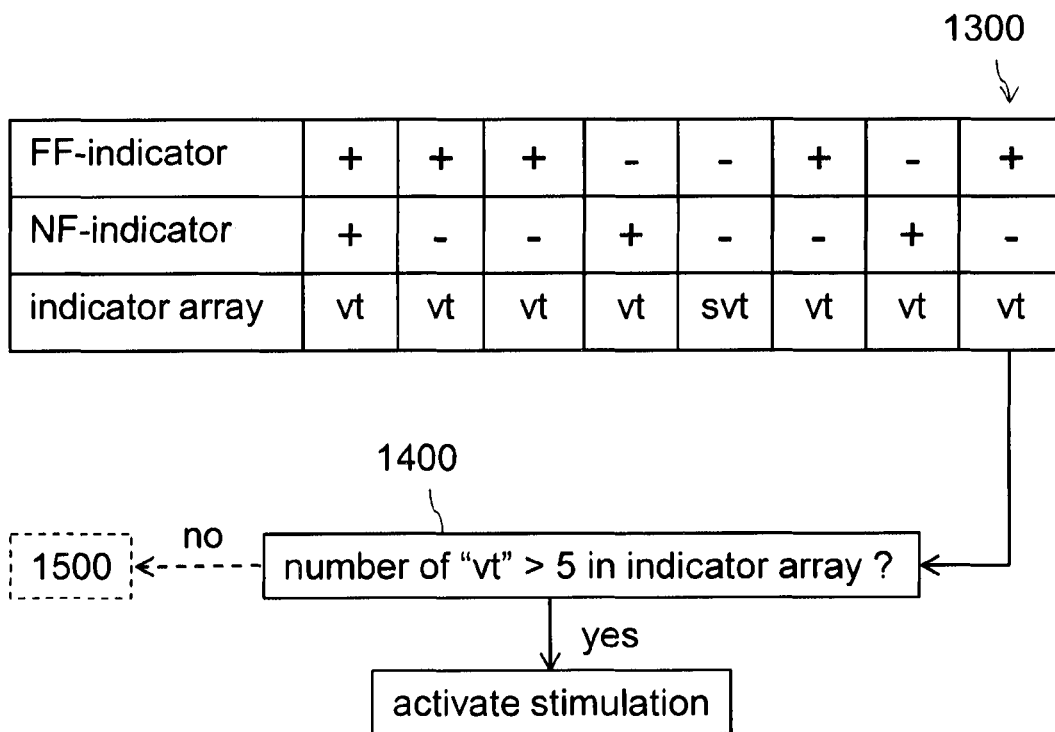 1300
FF-indicator + + + - - + - +
NF-indicator + - - + - - + -
indicator array vt vt vt vt svt vt vt vt
1400
no
1500
number of “vt” > 5 in indicator array ?
yes
activate stimulation